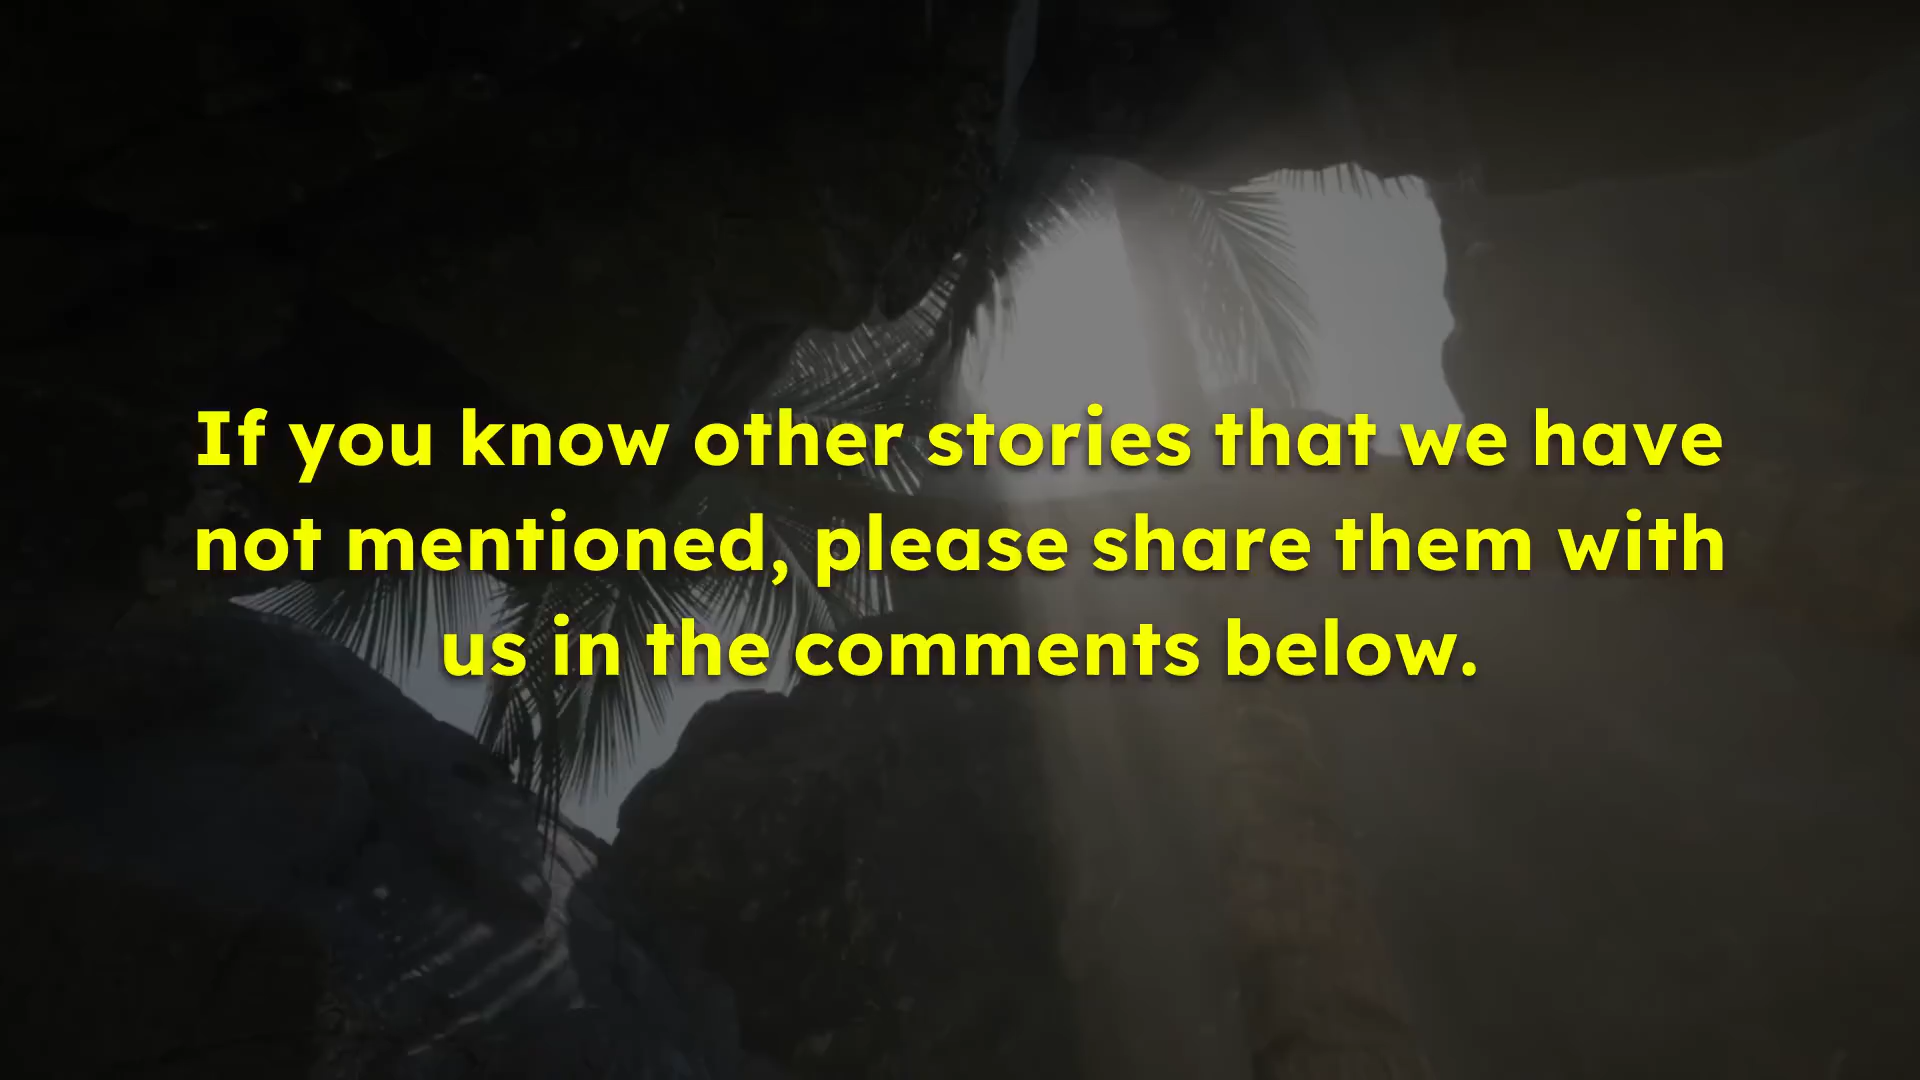 If you know other stories that we have
not mentioned, please share them with
us in the comments below.